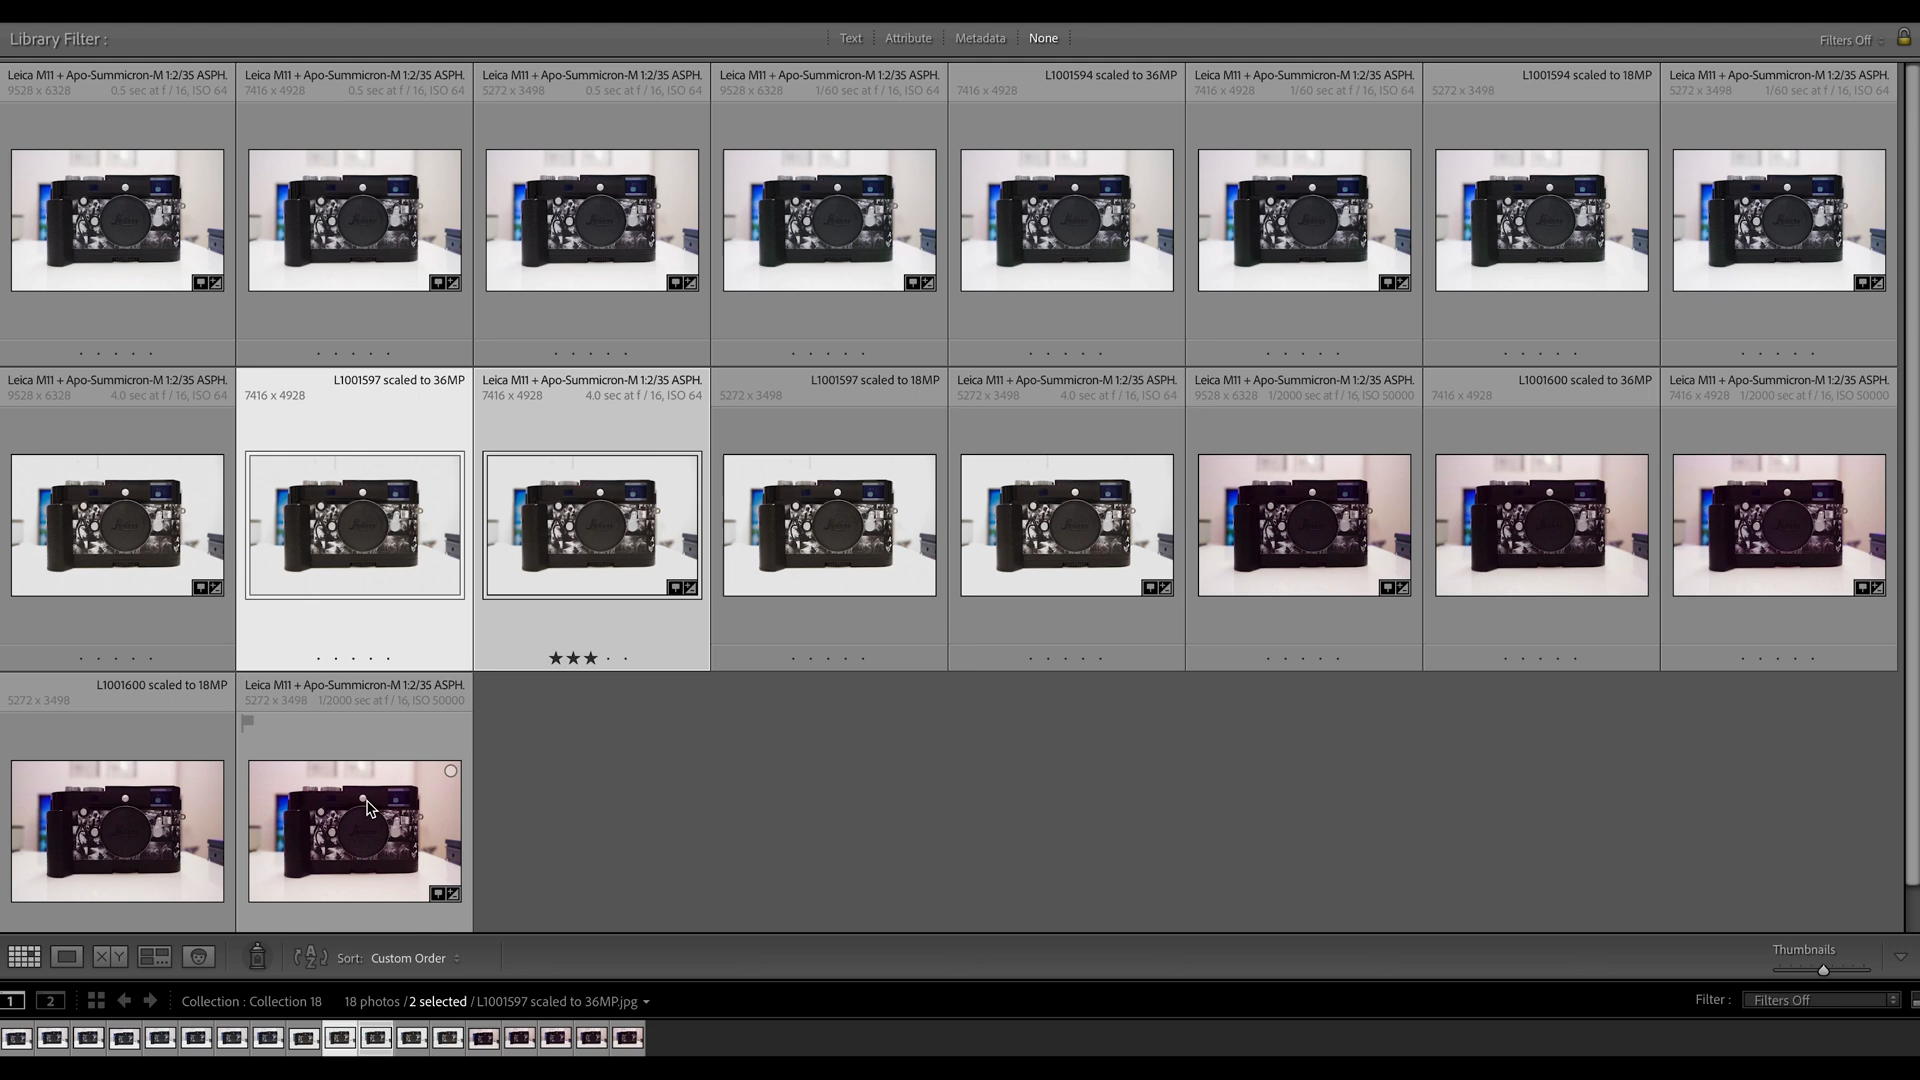 Library Filter :
Text
Attribute
Metadata
None
Filters Off
Leica M11 + Apo-Summicron-M 1:2/35 ASPH.
9528 x 6328 0.5 sec at f / 16, ISO 64
Leica M11 + Apo-Summicron-M 1:2/35 ASPH.
7416 x 4928 0.5 sec at f / 16, ISO 64
Leica M11 + Apo-Summicron-M 1:2/35 ASPH.
5272 x 3498 0.5 sec at f / 16, ISO 64
Leica M11 + Apo-Summicron-M 1:2/35 ASPH.
9528 x 6328 1/60 sec at f / 16, ISO 64
L1001594 scaled to 36MP
7416 x 4928
Leica M11 + Apo-Summicron-M 1:2/35 ASPH.
7416 x 4928 1/60 sec at f / 16, ISO 64
L1001594 scaled to 18MP
5272 x 3498
Leica M11 + Apo-Summicron-M 1:2/35 ASPH.
5272 x 3498 1/60 sec at f / 16, ISO 64
Leica M11 + Apo-Summicron-M 1:2/35 ASPH.
9528 x 6328 4.0 sec at f / 16, ISO 64
L1001597 scaled to 36MP
7416 x 4928
Leica M11 + Apo-Summicron-M 1:2/35 ASPH.
7416 x 4928 4.0 sec at f / 16, ISO 64
L1001597 scaled to 18MP
5272 x 3498
Leica M11 + Apo-Summicron-M 1:2/35 ASPH.
5272 x 3498 4.0 sec at f / 16, ISO 64
Leica M11 + Apo-Summicron-M 1:2/35 ASPH.
9528 x 6328 1/2000 sec at f / 16, ISO 50000
L1001600 scaled to 36MP
7416 x 4928
Leica M11 + Apo-Summicron-M 1:2/35 ASPH.
7416 x 4928 1/2000 sec at f / 16, ISO 50000
L1001600 scaled to 18MP
5272 x 3498
Leica M11 + Apo-Summicron-M 1:2/35 ASPH.
5272 x 3498 1/2000 sec at f / 16, ISO 50000
X Y
A Z
Sort: Custom Order
Thumbnails
1 2
Collection : Collection 18 18 photos / 2 selected / L1001597 scaled to 36MP.jpg
Filter : Filters Off